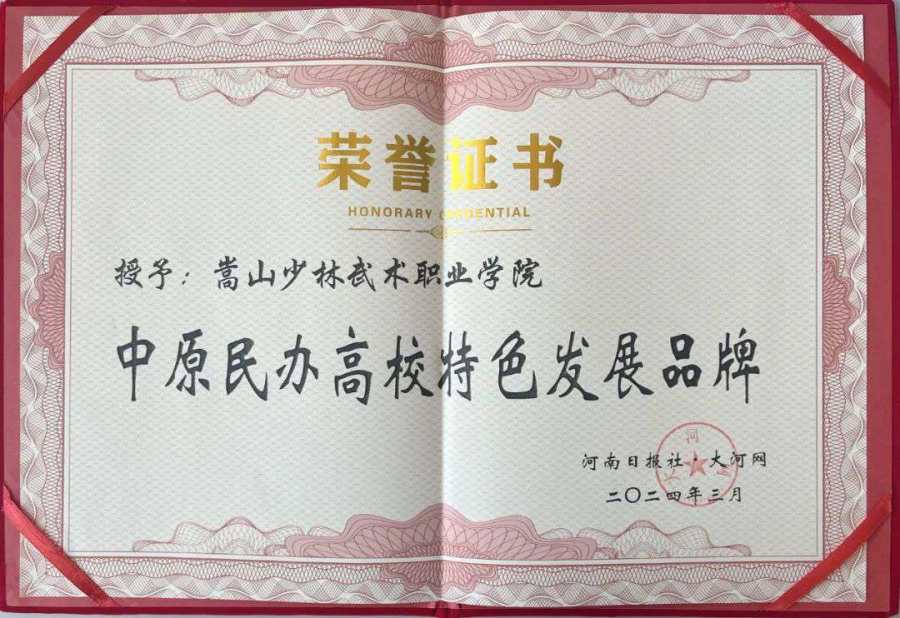 荣誉证书
HONORARY CREDENTIAL
授予：嵩山少林武术职业学院
中原民办高校特色发展品牌
河南日报社·大河网
二〇二四年三月